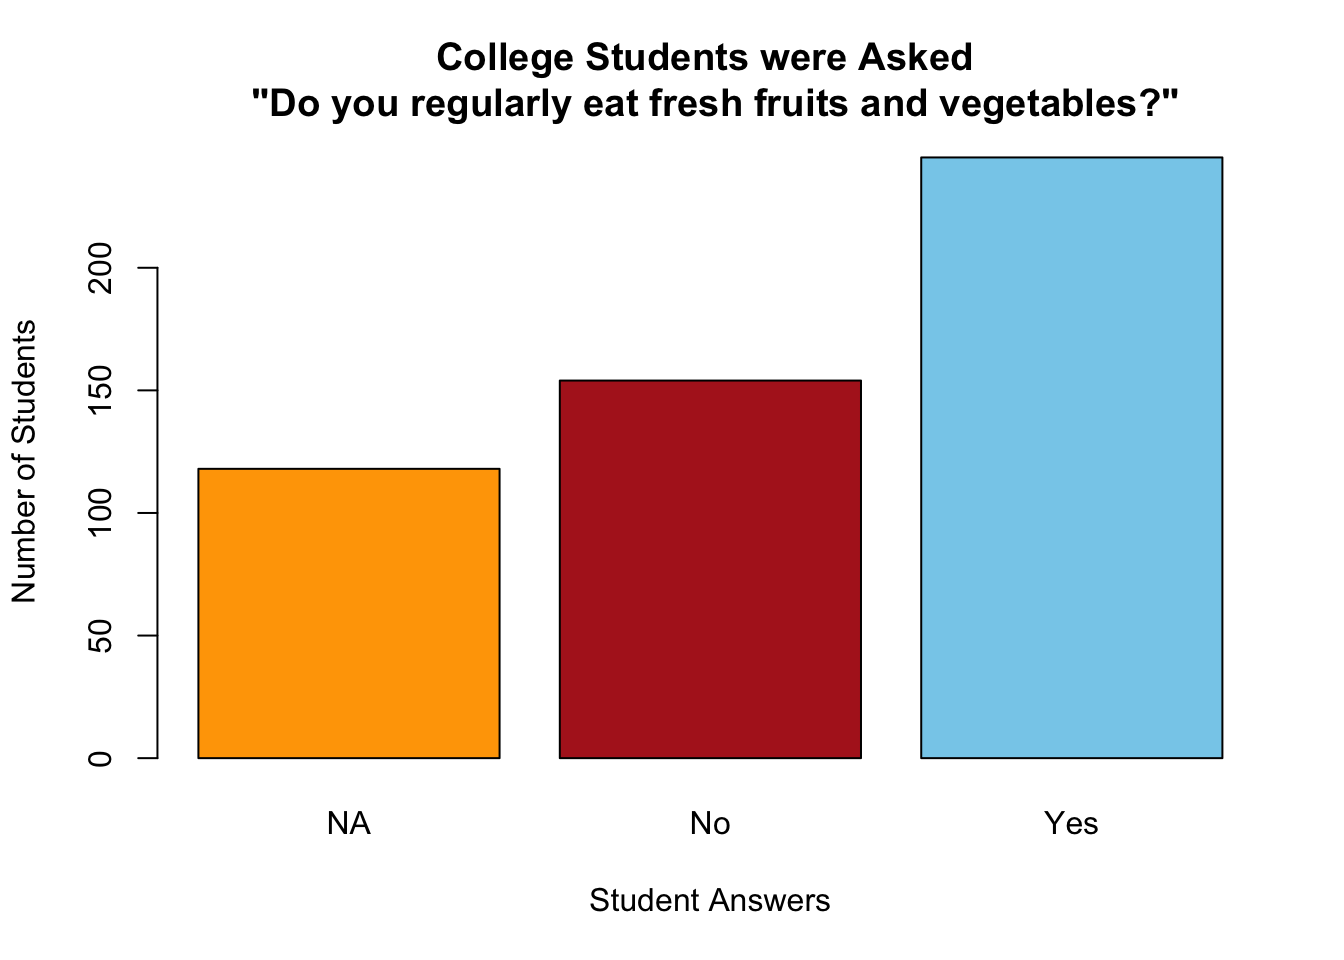 College Students were Asked
"Do you regularly eat fresh fruits and vegetables?"
200
150
100
50
0
Number of Students
NA
No
Yes
Student Answers